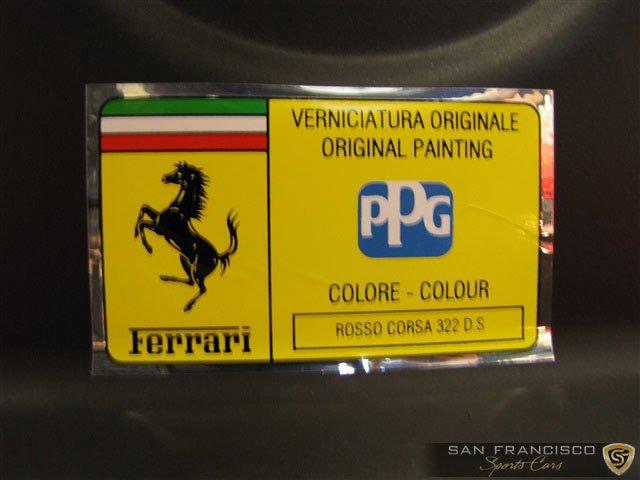 VERNICIATURA ORIGINALE
ORIGINAL PAINTING
PPG
COLORE - COLOUR
ROSSO CORSA 322 D.S
Ferrari
SAN FRANCISCO
Sports Cars